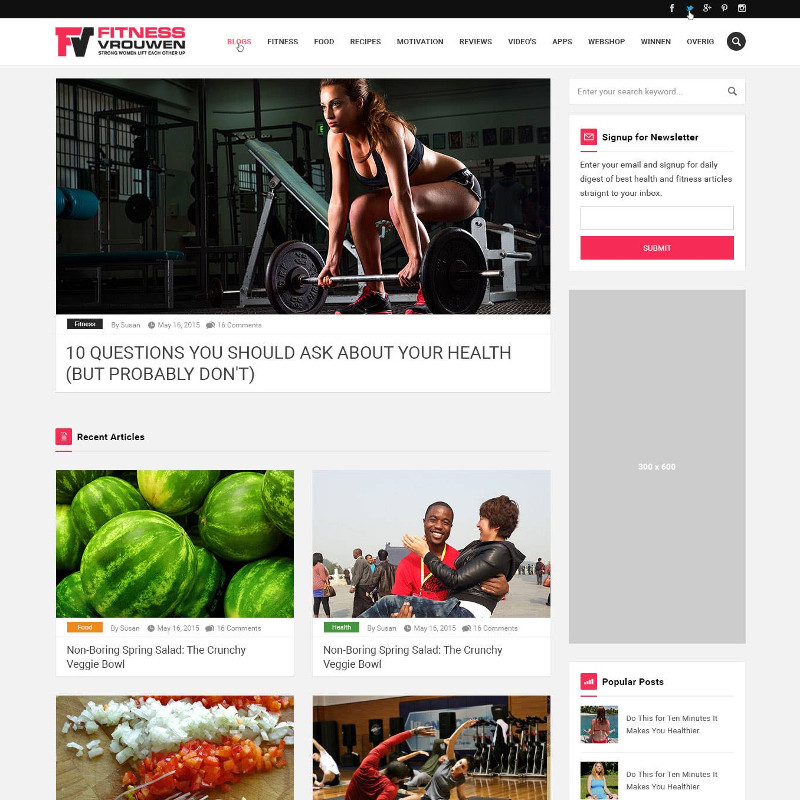 FITNESS
VROUWEN
STRONG WOMEN LIFT EACH OTHER UP
BLOGS FITNESS FOOD RECIPES MOTIVATION REVIEWS VIDEO'S APPS WEBSHOP WINNEN OVERIG
Enter your search keyword...
Signup for Newsletter
Enter your email and signup for daily
digest of best health and fitness articles
straignt to your inbox.
SUBMIT
Fitness By Susan May 16, 2015 16 Comments
10 QUESTIONS YOU SHOULD ASK ABOUT YOUR HEALTH
(BUT PROBABLY DON'T)
300 x 600
Recent Articles
Food By Susan May 16, 2015 16 Comments
Non-Boring Spring Salad: The Crunchy
Veggie Bowl
Health By Susan May 16, 2015 16 Comments
Non-Boring Spring Salad: The Crunchy
Veggie Bowl
Popular Posts
Do This for Ten Minutes It
Makes You Healthier
Do This for Ten Minutes It
Makes You Healthier